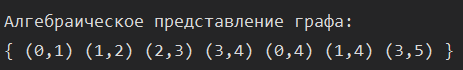 Алгебраическое представление графа:
{ (0,1) (1,2) (2,3) (3,4) (0,4) (1,4) (3,5) }